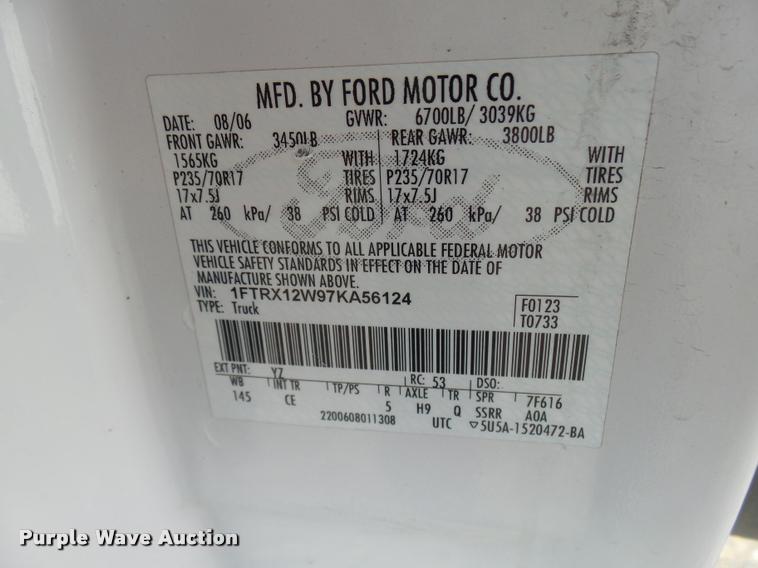 MFD. BY FORD MOTOR CO.
DATE: 08/06 GVWR: 6700LB/ 3039KG
FRONT GAWR: 3450LB REAR GAWR: 3800LB
1565KG WITH 1724KG WITH
P235/70R17 TIRES P235/70R17 TIRES
17x7.5J RIMS 17x7.5J RIMS
AT 260 kPa/ 38 PSI COLD AT 260 kPa/ 38 PSI COLD
Ford
THIS VEHICLE CONFORMS TO ALL APPLICABLE FEDERAL MOTOR
VEHICLE SAFETY STANDARDS IN EFFECT ON THE DATE OF
MANUFACTURE SHOWN ABOVE.
VIN: 1FTRX12W97KA56124 F0123
TYPE: Truck T0733
EXT PNT: YZ RC: 53 DSO:
WB INT TR TP/PS R AXLE TR SPR 7F616
145 CE 5 H9 Q SSRR A0A
2200608011308 UTC ▽5U5A-1520472-BA
Purple Wave Auction